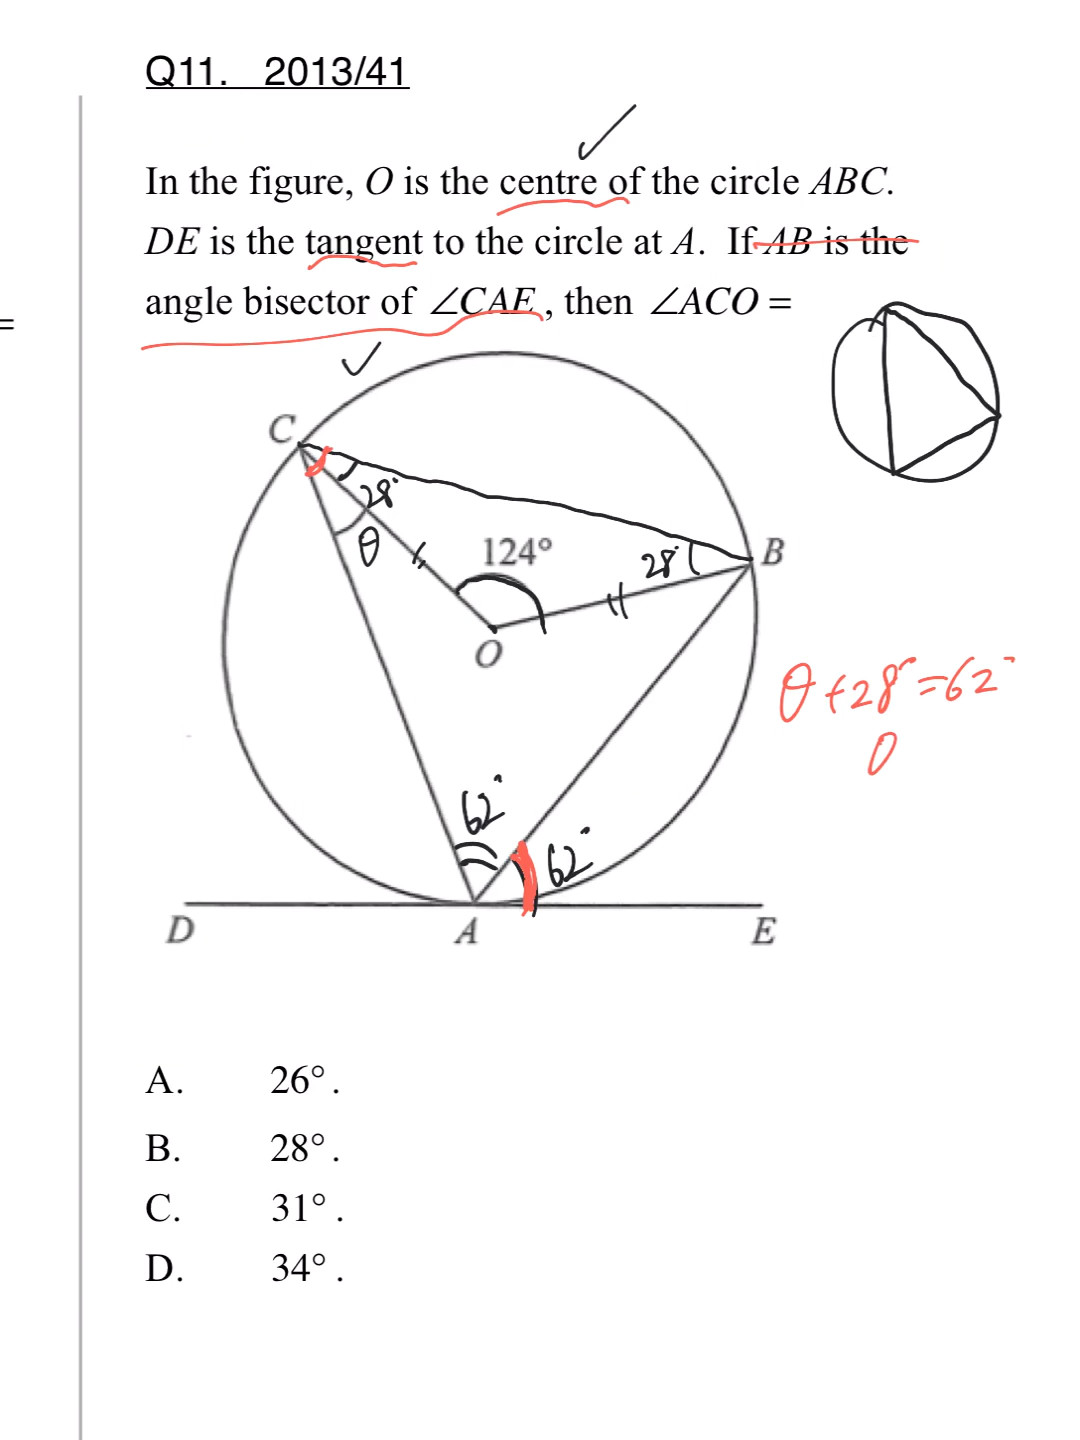 Q11. 2013/41
In the figure, O is the centre of the circle ABC.
DE is the tangent to the circle at A. If AB is the
=
angle bisector of ∠CAE, then ∠ACO =
C
28°
θ
124°
28°
B
O
θ+28°=62°
θ
62°
62°
D
A
E
A. 26°.
B. 28°.
C. 31°.
D. 34°.